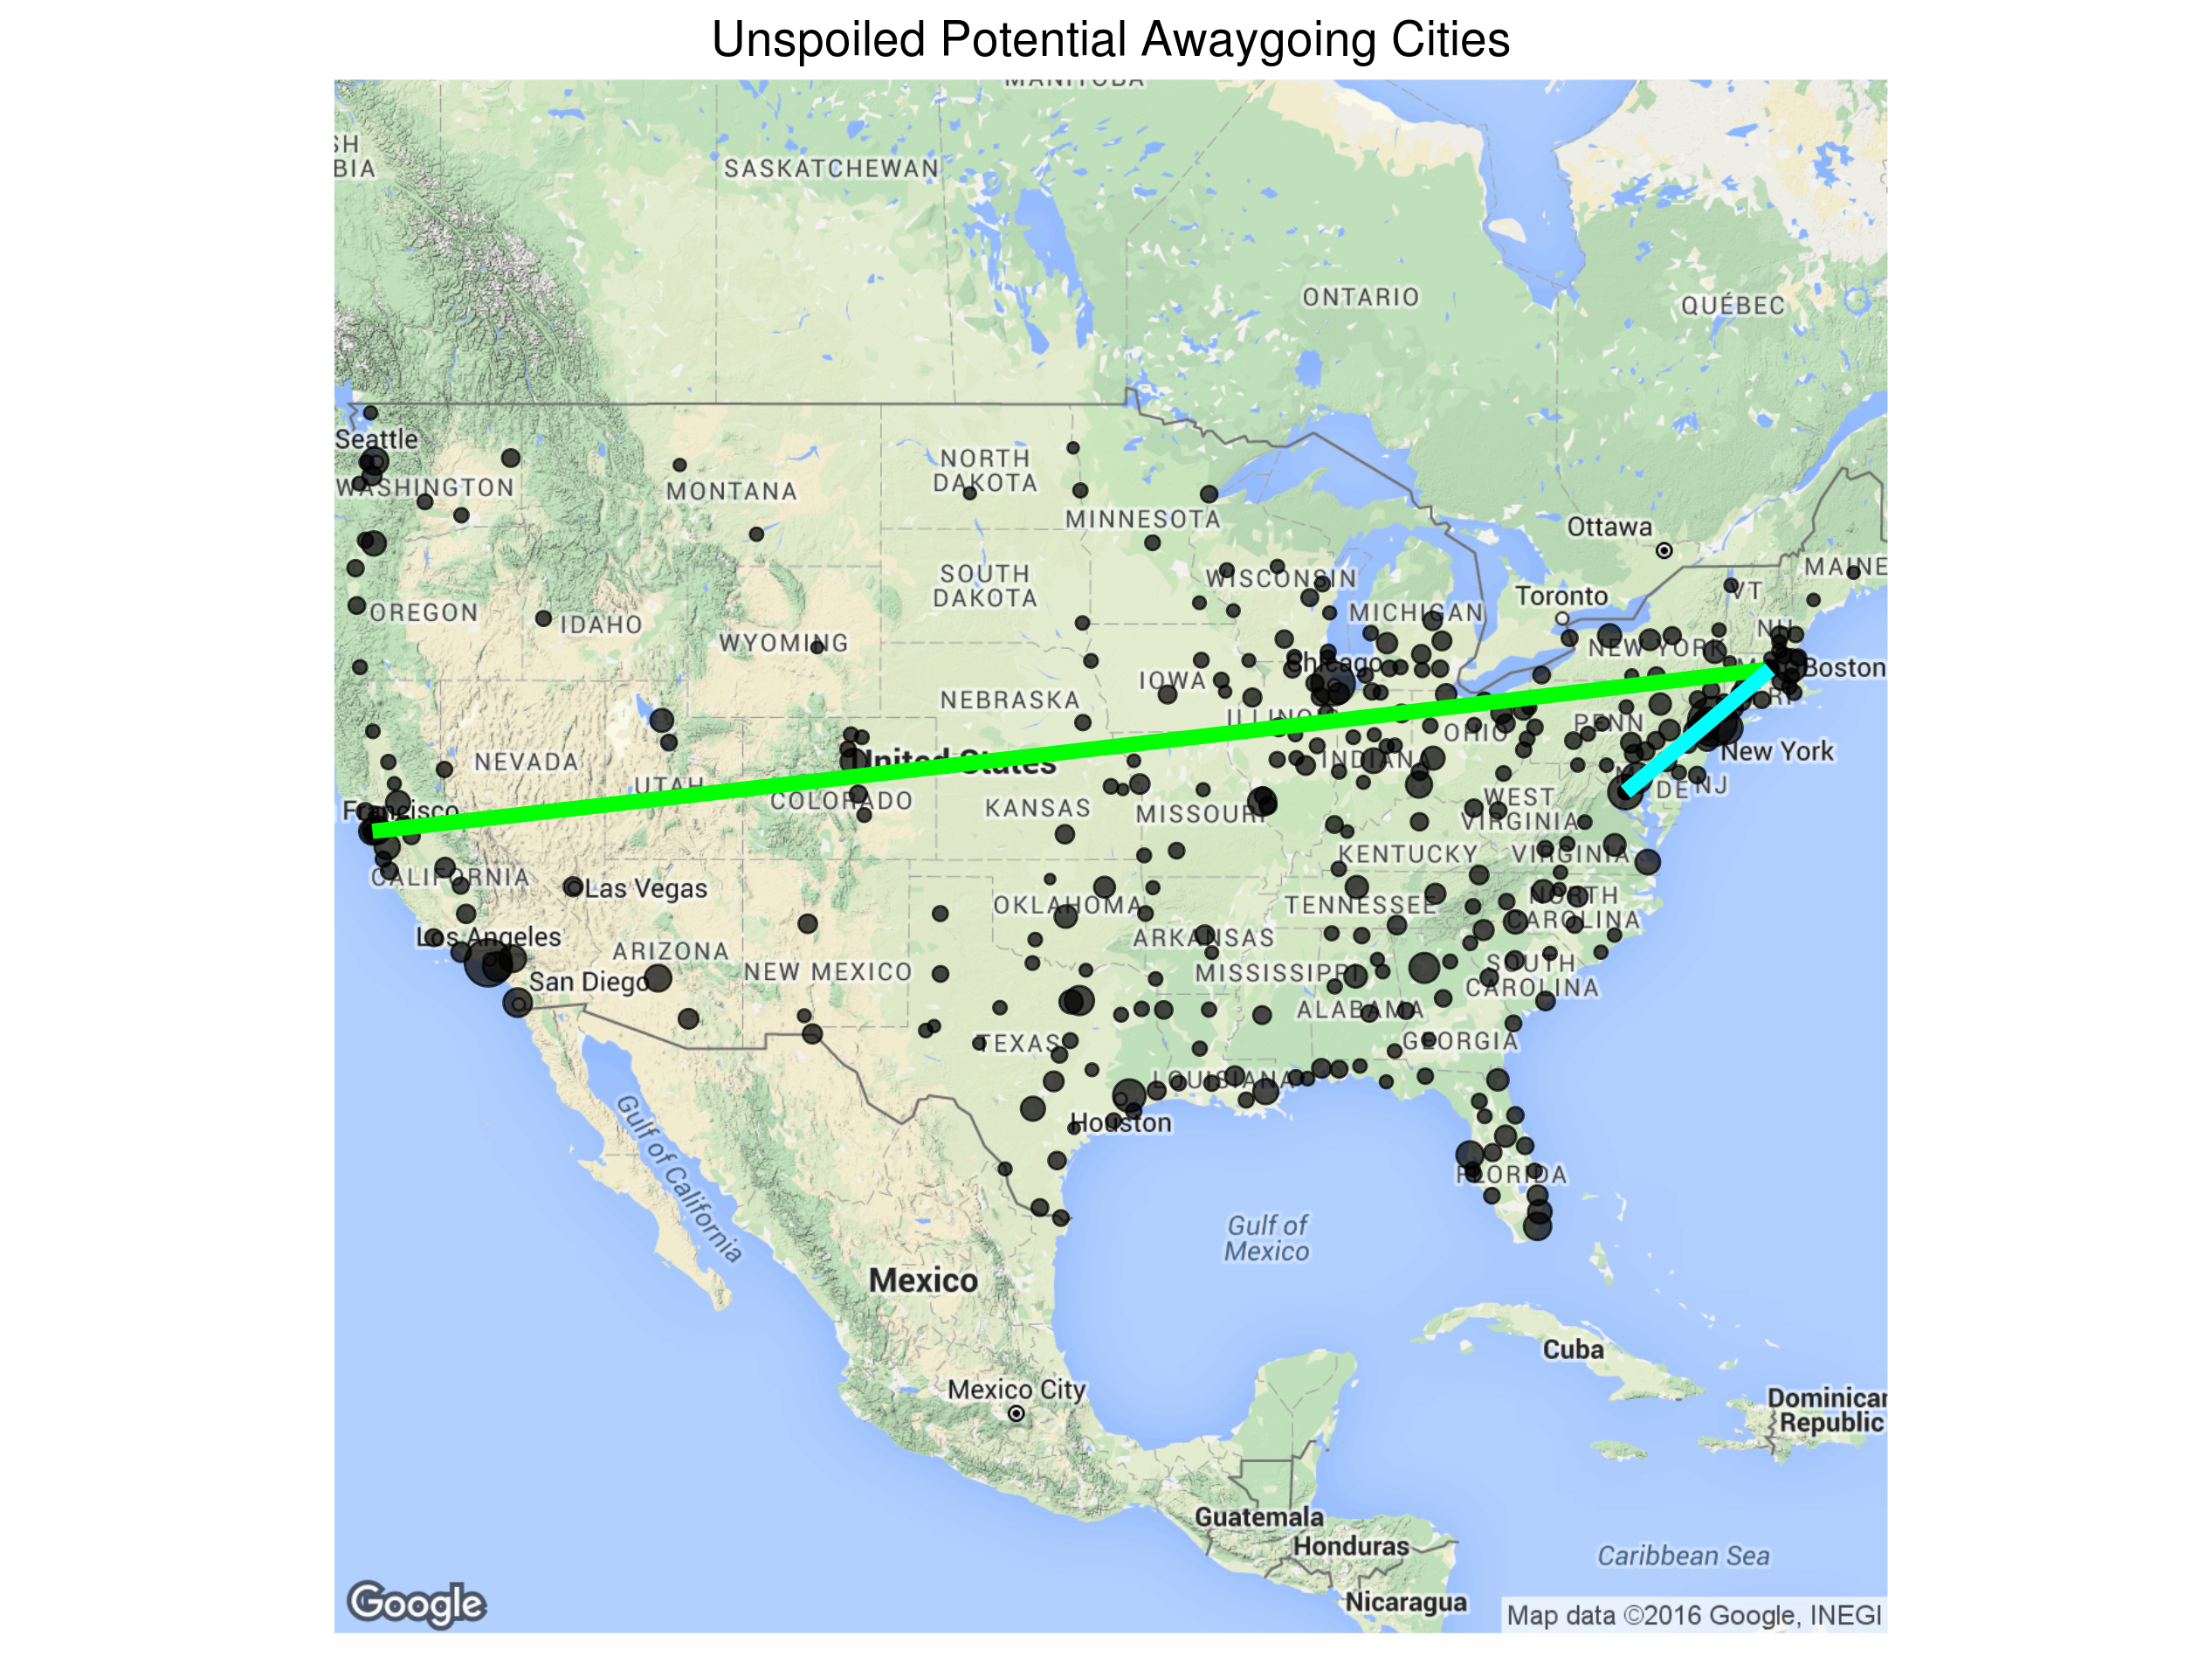 Unspoiled Potential Awaygoing Cities
MANITOBA
SH
BIA
SASKATCHEWAN
ONTARIO
QUÉBEC
Seattle
WASHINGTON
MONTANA
NORTH
DAKOTA
MINNESOTA
Ottawa
MAINE
VT
SOUTH
DAKOTA
WISCONSIN
MICHIGAN
Toronto
OREGON
IDAHO
WYOMING
NH
NEW YORK
Chicago
Boston
IOWA
NEBRASKA
ILLINOIS
RI
PENN
OHIO
New York
NEVADA
United States
INDIANA
UTAH
COLORADO
KANSAS
MISSOURI
WEST
VIRGINIA
DE
NJ
Francisco
KENTUCKY
VIRGINIA
CALIFORNIA
Las Vegas
OKLAHOMA
TENNESSEE
NORTH
CAROLINA
Los Angeles
ARIZONA
NEW MEXICO
ARKANSAS
MISSISSIPPI
SOUTH
CAROLINA
San Diego
ALABAMA
TEXAS
GEORGIA
LOUISIANA
Houston
FLORIDA
Gulf of California
Gulf of
Mexico
Mexico
Cuba
Mexico City
Dominican
Republic
Guatemala
Honduras
Caribbean Sea
Nicaragua
Google
Map data ©2016 Google, INEGI